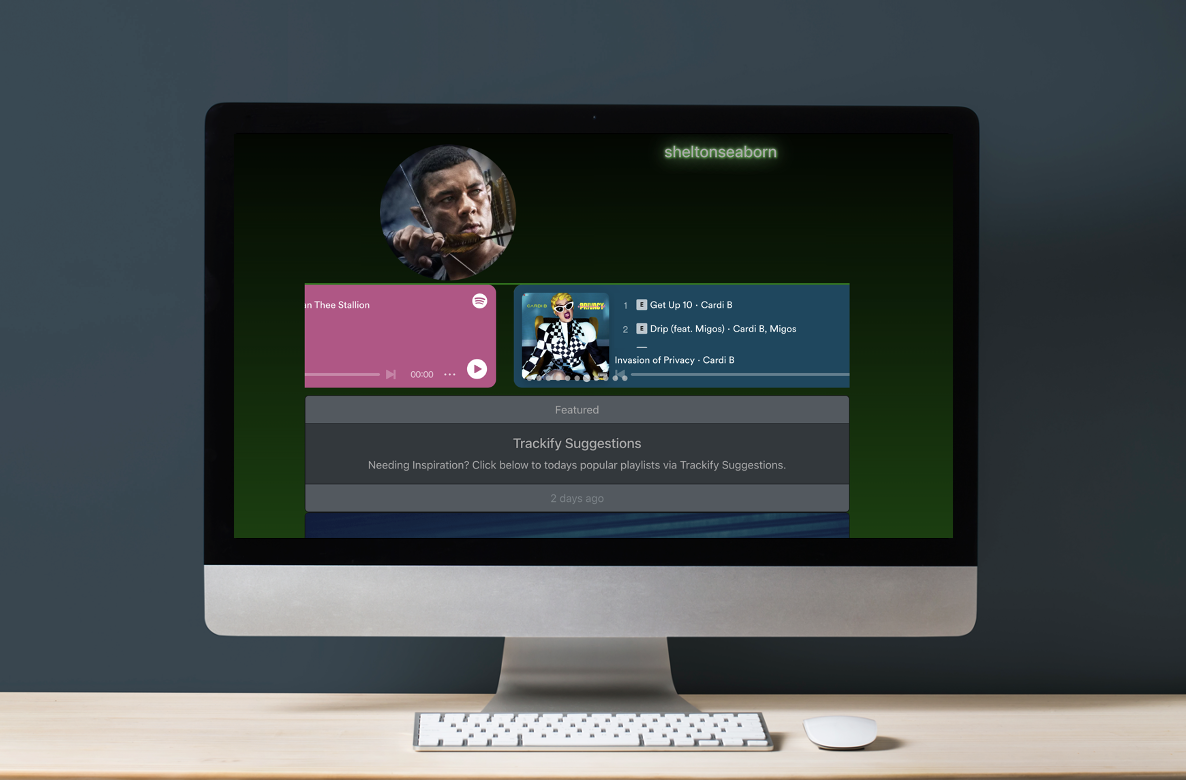 sheltonseaborn
n Thee Stallion
00:00
CARDI B
INVASION OF PRIVACY
1 E Get Up 10 · Cardi B
2 E Drip (feat. Migos) · Cardi B, Migos
Invasion of Privacy · Cardi B
Featured
Trackify Suggestions
Needing Inspiration? Click below to todays popular playlists via Trackify Suggestions.
2 days ago